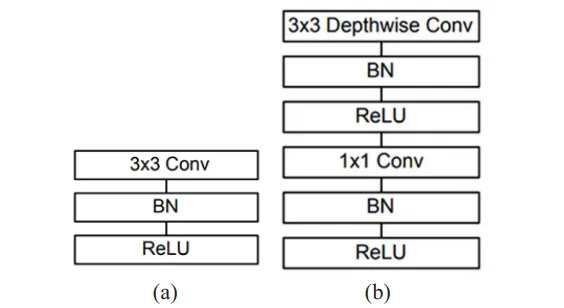 3x3 Conv
BN
ReLU
(a)
3x3 Depthwise Conv
BN
ReLU
1x1 Conv
BN
ReLU
(b)